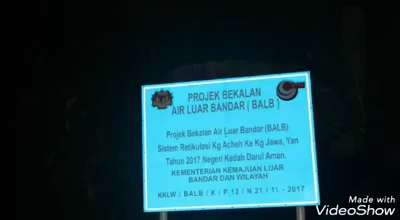 PROJEK BEKALAN
AIR LUAR BANDAR ( BALB )
Projek Bekalan Air Luar Bandar (BALB)
Sistem Retikulasi Kg Acheh Ke Kg Jawa, Yan
Tahun 2017 Negeri Kedah Darul Aman.
KEMENTERIAN KEMAJUAN LUAR
BANDAR DAN WILAYAH
KKLW / BALB / K / P 12 / N 21 / 11 - 2017
Made with
VideoShow